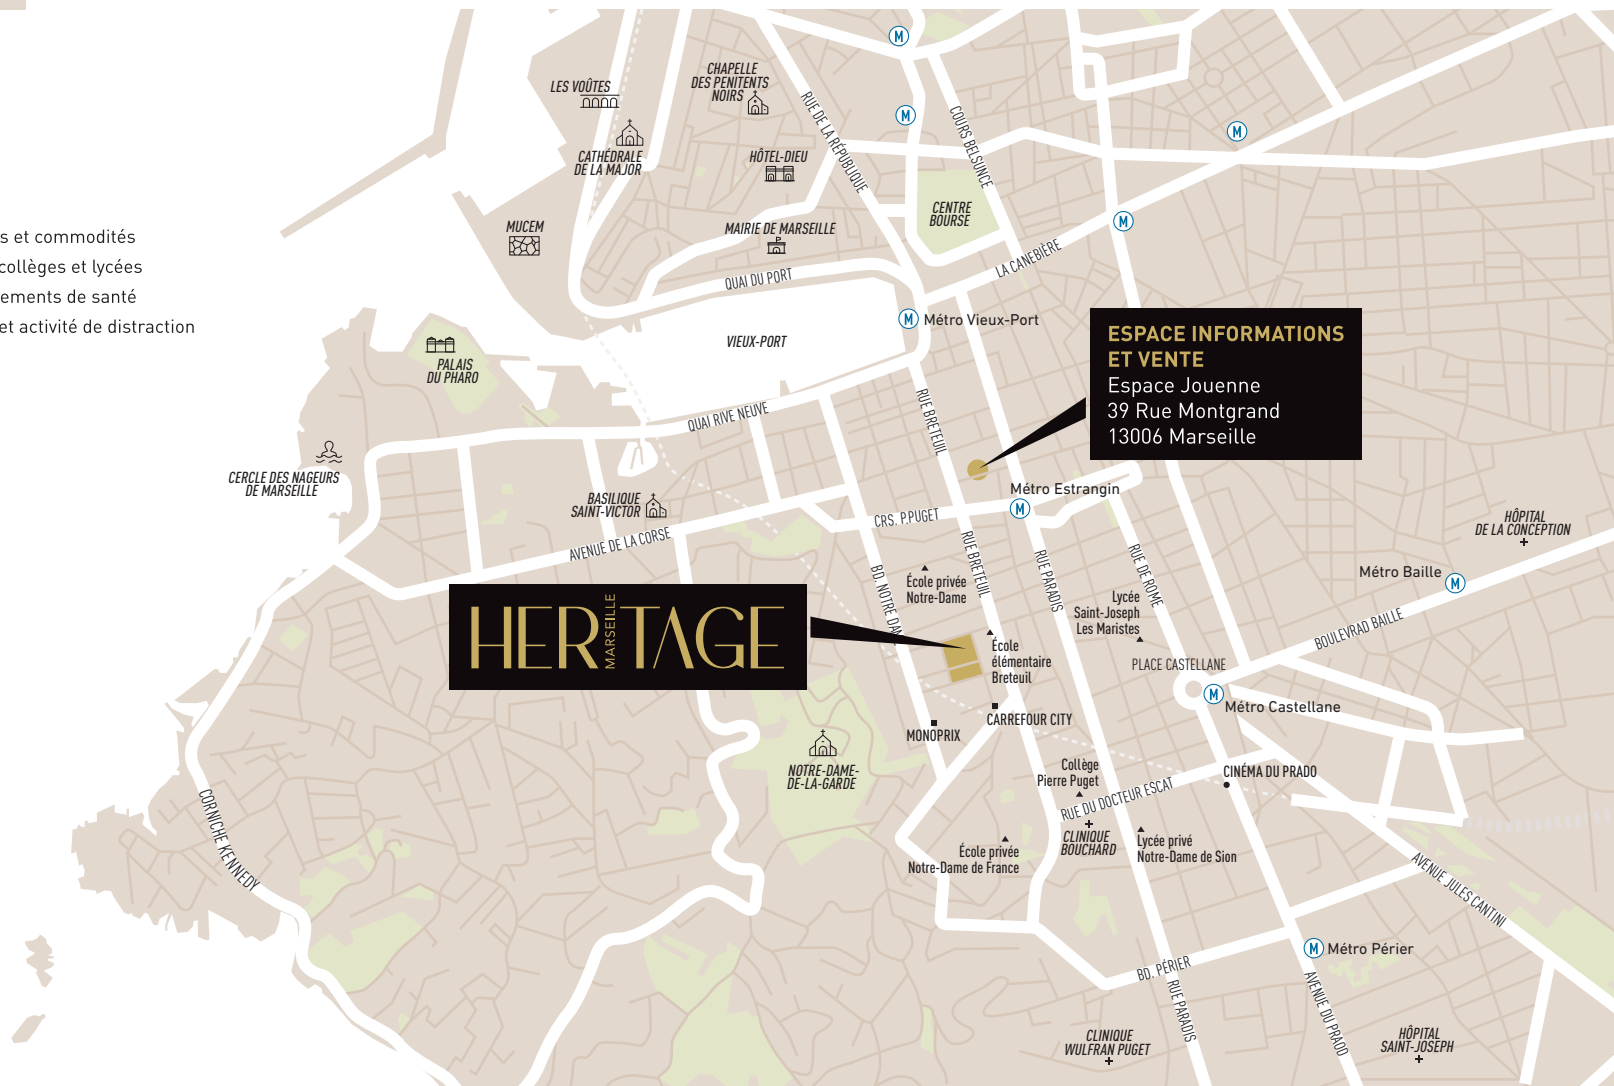 s et commodités
collèges et lycées
ements de santé
et activité de distraction
LES VOÛTES
CHAPELLE
DES PENITENTS
NOIRS
CATHÉDRALE
DE LA MAJOR
HÔTEL-DIEU
RUE DE LA RÉPUBLIQUE
COURS BELSUNCE
M
M
M
M
CENTRE
BOURSE
MUCEM
MAIRIE DE MARSEILLE
QUAI DU PORT
LA CANEBIÈRE
M Métro Vieux-Port
VIEUX-PORT
PALAIS
DU PHARO
ESPACE INFORMATIONS
ET VENTE
Espace Jouenne
39 Rue Montgrand
13006 Marseille
QUAI RIVE NEUVE
RUE BRETEUIL
CERCLE DES NAGEURS
DE MARSEILLE
BASILIQUE
SAINT-VICTOR
AVENUE DE LA CORSE
CRS. P.PUGET
Métro Estrangin
M
HÔPITAL
DE LA CONCEPTION
RUE BRETEUIL
RUE PARADIS
RUE DE ROME
BD. NOTRE DAM
École privée
Notre-Dame
Métro Baille M
Lycée
Saint-Joseph
Les Maristes
BOULEVRAD BAILLE
HERITAGE
MARSEILLE
École
élémentaire
Breteuil
PLACE CASTELLANE
M
Métro Castellane
CARREFOUR CITY
MONOPRIX
NOTRE-DAME-
DE-LA-GARDE
Collège
Pierre Puget
CINÉMA DU PRADO
RUE DU DOCTEUR ESCAT
CORNICHE KENNEDY
CLINIQUE
BOUCHARD
Lycée privé
Notre-Dame de Sion
École privée
Notre-Dame de France
AVENUE JULES CANTINI
M Métro Périer
BD. PÉRIER
RUE PARADIS
AVENUE DU PRAOD
CLINIQUE
WULFRAN PUGET
HÔPITAL
SAINT-JOSEPH